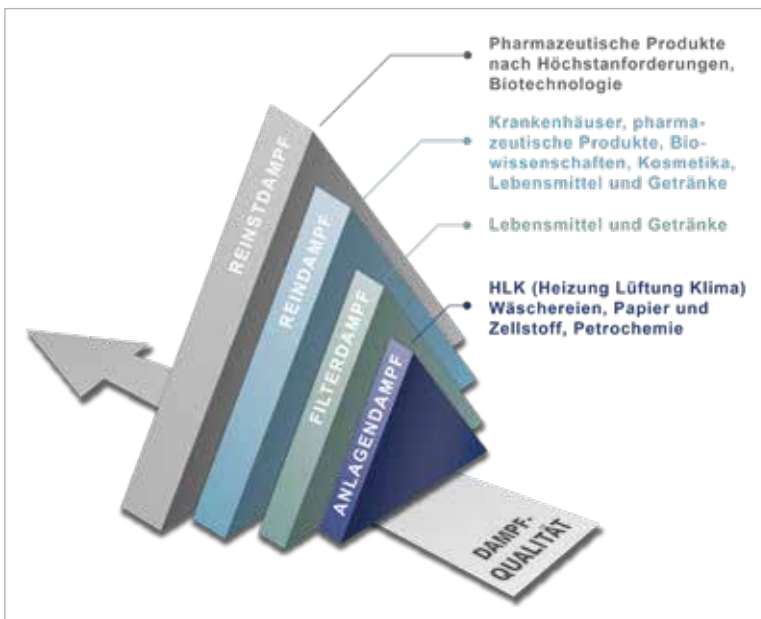 Pharmazeutische Produkte
nach Höchstanforderungen,
Biotechnologie
Krankenhäuser, pharma-
zeutische Produkte, Bio-
wissenschaften, Kosmetika,
Lebensmittel und Getränke
Lebensmittel und Getränke
HLK (Heizung Lüftung Klima)
Wäschereien, Papier und
Zellstoff, Petrochemie
REINSTDAMPF
REINDAMPF
FILTERDAMPF
ANLAGENDAMPF
DAMPF-
QUALITÄT